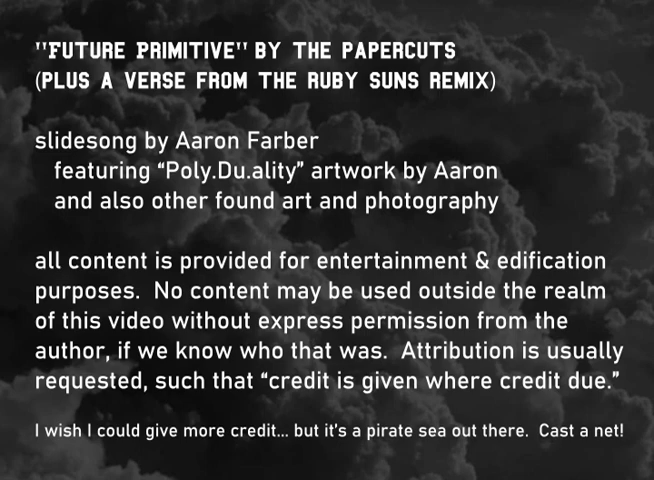 "FUTURE PRIMITIVE" BY THE PAPERCUTS
(PLUS A VERSE FROM THE RUBY SUNS REMIX)
slidesong by Aaron Farber
featuring “Poly.Du.ality” artwork by Aaron
and also other found art and photography
all content is provided for entertainment & edification
purposes.  No content may be used outside the realm
of this video without express permission from the
author, if we know who that was.  Attribution is usually
requested, such that “credit is given where credit due.”
I wish I could give more credit... but it's a pirate sea out there.  Cast a net!